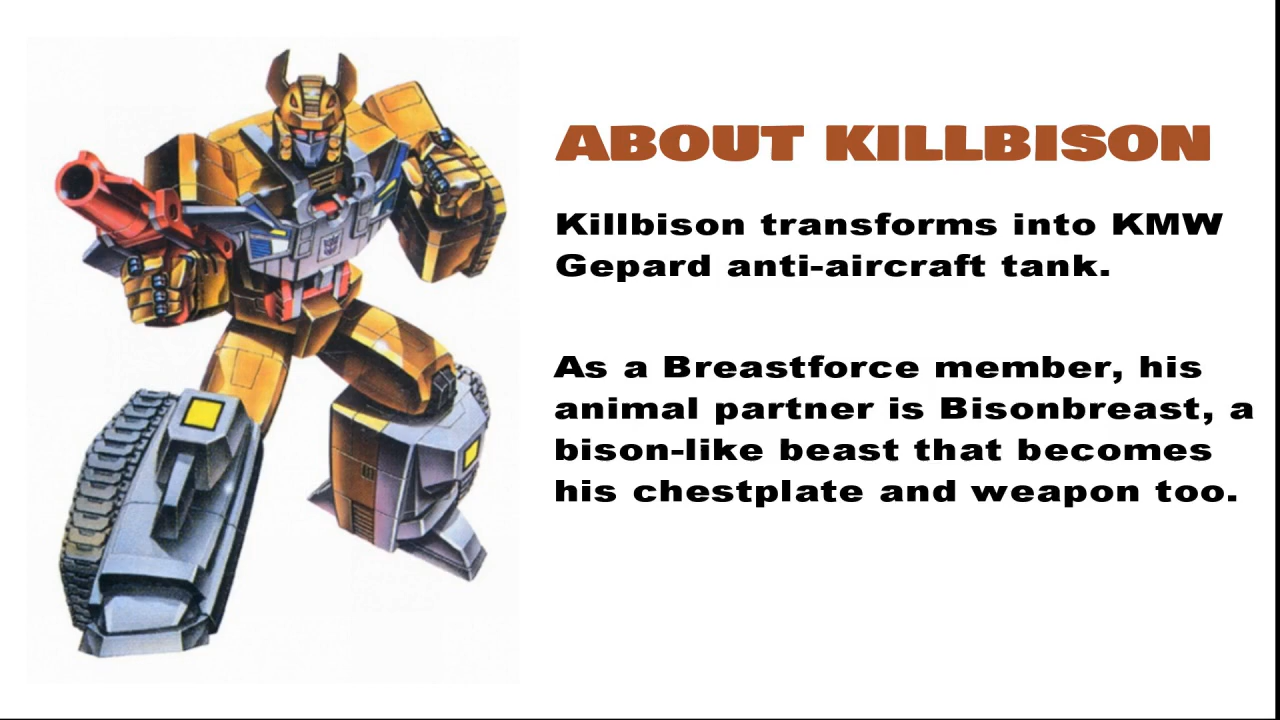 ABOUT KILLBISON
Killbison transforms into KMW
Gepard anti-aircraft tank.
As a Breastforce member, his
animal partner is Bisonbreast, a
bison-like beast that becomes
his chestplate and weapon too.